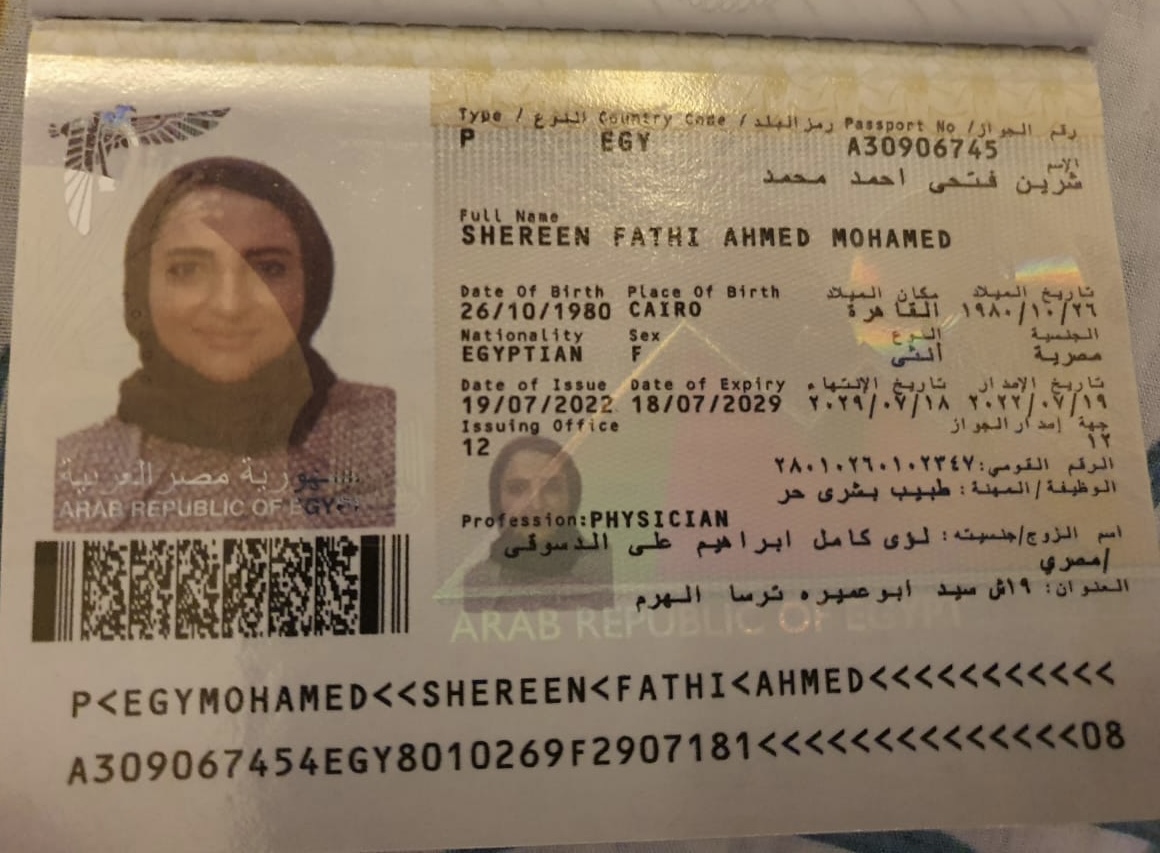 Type / النوع Country Code / رمز البلد Passport No / رقم الجواز
P EGY A30906745
الإسم
شرين فتحى احمد محمد
Full Name
SHEREEN FATHI AHMED MOHAMED
Date Of Birth Place Of Birth مكان الميلاد تاريخ الميلاد
26/10/1980 CAIRO القاهرة ١٩٨٠/١٠/٢٦
Nationality Sex النوع الجنسية
EGYPTIAN F أنثى مصرية
Date of Issue Date of Expiry تاريخ الإنتهاء تاريخ الإصدار
19/07/2022 18/07/2029 ٢٠٢٩/٠٧/١٨ ٢٠٢٢/٠٧/١٩
Issuing Office جهة إصدار الجواز
12 ١٢
الرقم القومي: ٢٨٠١٠٢٦٠١٠٢٣٤٧
الوظيفة/المهنة: طبيب بشرى حر
Profession:PHYSICIAN
اسم الزوج/جنسيته: لؤى كامل ابراهيم على الدسوقى
/مصري
العنوان: ١٩ش سيد ابوعميره ترسا الهرم
جمهورية مصر العربية
ARAB REPUBLIC OF EGYPT
ARAB REPUBLIC OF EGYPT
P<EGYMOHAMED<<SHEREEN<FATHI<AHMED<<<<<<<<<<<
A309067454EGY8010269F2907181<<<<<<<<<<<<<<08